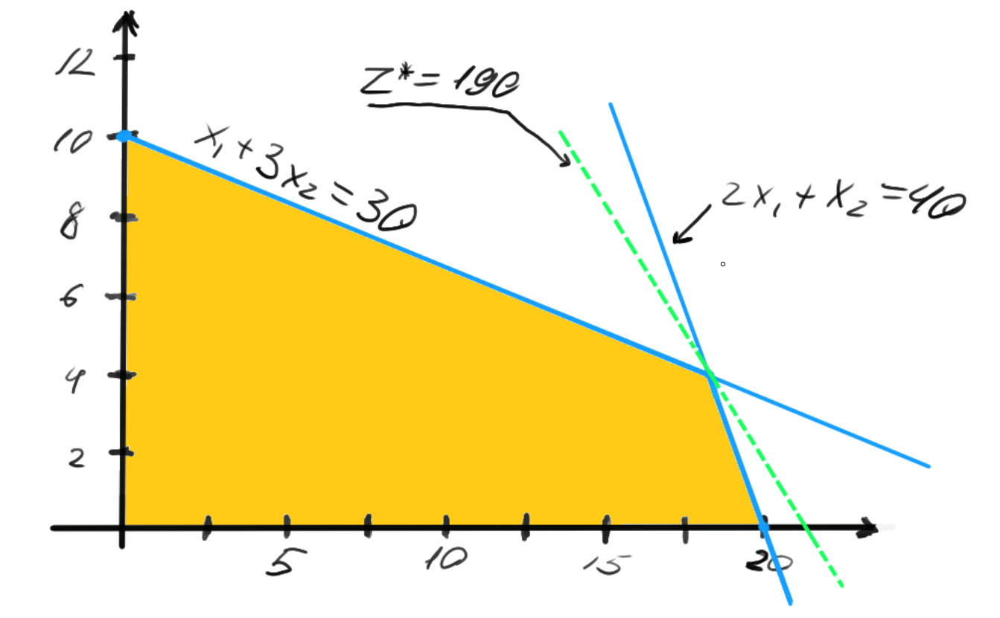 12
Z* = 190
10
x₁ + 3x₂ = 30
2x₁ + x₂ = 40
8
6
4
2
5 10 15 20